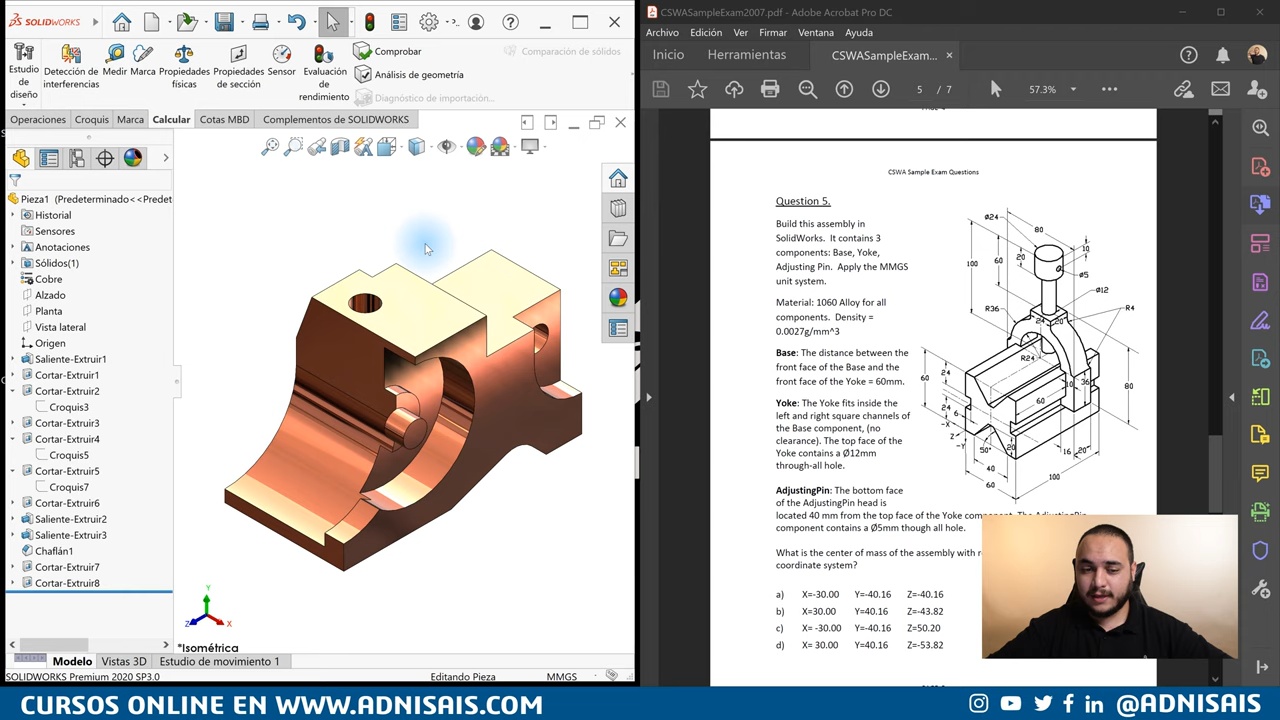 SOLIDWORKS
Estudio de diseño
Detección de interferencias
Medir
Marca
Propiedades físicas
Propiedades de sección
Sensor
Evaluación de rendimiento
Comprobar
Análisis de geometría
Diagnóstico de importación...
Comparación de sólidos
Operaciones
Croquis
Marca
Calcular
Cotas MBD
Complementos de SOLIDWORKS
Pieza1 (Predeterminado<<Predet
Historial
Sensores
Anotaciones
Sólidos(1)
Cobre
Alzado
Planta
Vista lateral
Origen
Saliente-Extruir1
Cortar-Extruir1
Cortar-Extruir2
Croquis3
Cortar-Extruir3
Cortar-Extruir4
Croquis5
Cortar-Extruir5
Croquis7
Cortar-Extruir6
Saliente-Extruir2
Saliente-Extruir3
Chaflán1
Cortar-Extruir7
Cortar-Extruir8
Y
Z
X
*Isométrica
Modelo
Vistas 3D
Estudio de movimiento 1
SOLIDWORKS Premium 2020 SP3.0
Editando Pieza
MMGS
CSWASampleExam2007.pdf - Adobe Acrobat Pro DC
Archivo Edición Ver Firmar Ventana Ayuda
Inicio
Herramientas
CSWASampleExam...
5 / 7
57.3%
CSWA Sample Exam Questions
Question 5.
Build this assembly in
SolidWorks. It contains 3
components: Base, Yoke,
Adjusting Pin. Apply the MMGS
unit system.
Material: 1060 Alloy for all
components. Density =
0.0027g/mm^3
Base: The distance between the
front face of the Base and the
front face of the Yoke = 60mm.
Yoke: The Yoke fits inside the
left and right square channels of
the Base component, (no
clearance). The top face of the
Yoke contains a Ø12mm
through-all hole.
AdjustingPin: The bottom face
of the AdjustingPin head is
located 40 mm from the top face of the Yoke component. The AdjustingPin
component contains a Ø5mm though all hole.
What is the center of mass of the assembly with
coordinate system?
a) X=-30.00 Y=-40.16 Z=-40.16
b) X=30.00 Y=40.16 Z=-43.82
c) X= -30.00 Y=-40.16 Z=50.20
d) X= 30.00 Y=40.16 Z=-53.82
Ø24
80
10
100
60
20
Ø5
Ø12
R36
24
20
R4
R24
60
24
10
36
80
60
24
6
-X
Z
-Y
50°
20
16
20
40
60
100
CURSOS ONLINE EN WWW.ADNISAIS.COM
@ADNISAIS